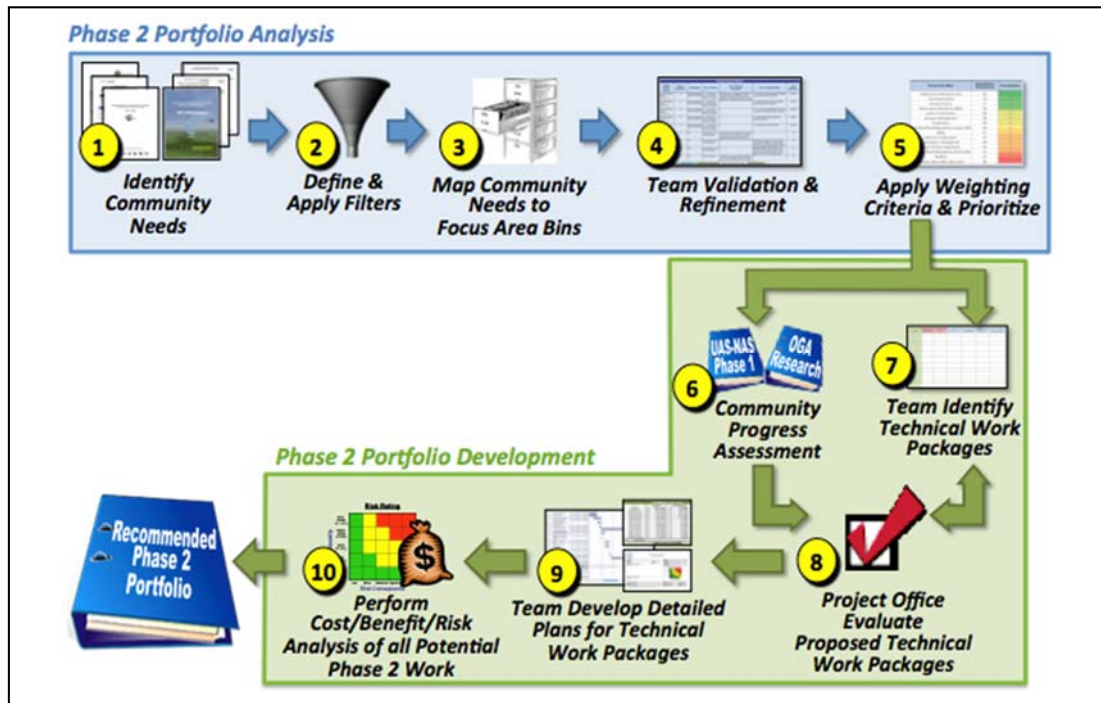 Phase 2 Portfolio Analysis
1
Identify
Community
Needs
2
Define &
Apply Filters
3
Map Community
Needs to
Focus Area Bins
4
Team Validation &
Refinement
5
Apply Weighting
Criteria & Prioritize
UAS-NAS
Phase 1
OGA
Research
6
Community
Progress
Assessment
7
Team Identify
Technical Work
Packages
Phase 2 Portfolio Development
8
Project Office
Evaluate
Proposed Technical
Work Packages
9
Team Develop Detailed
Plans for Technical
Work Packages
Risk Rating
$
10
Perform
Cost/Benefit/Risk
Analysis of all Potential
Phase 2 Work
Recommended
Phase 2
Portfolio